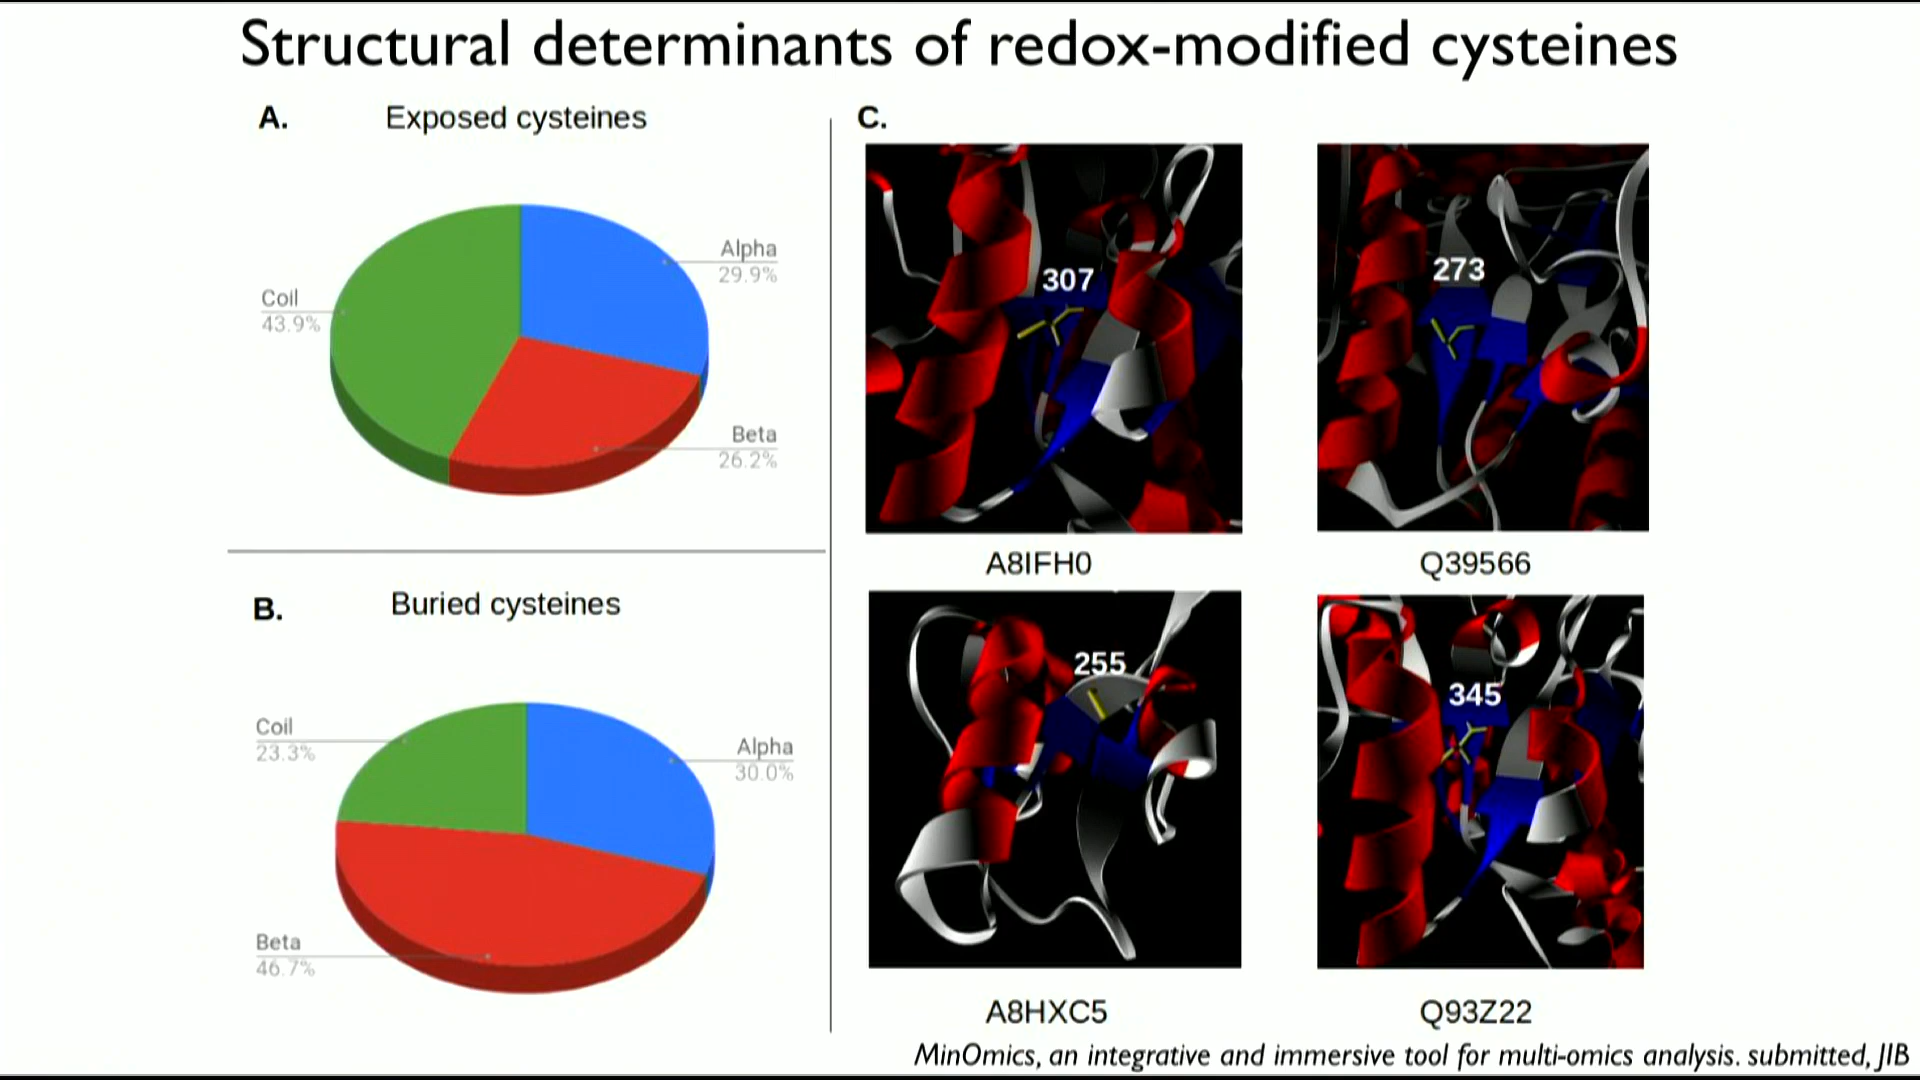 Structural determinants of redox-modified cysteines
A.
Exposed cysteines
Alpha
29.9%
Coil
43.9%
Beta
26.2%
B.
Buried cysteines
Coil
23.3%
Alpha
30.0%
Beta
46.7%
C.
307
273
A8IFH0
Q39566
255
345
A8HXC5
Q93Z22
MinOmics, an integrative and immersive tool for multi-omics analysis. submitted, JIB